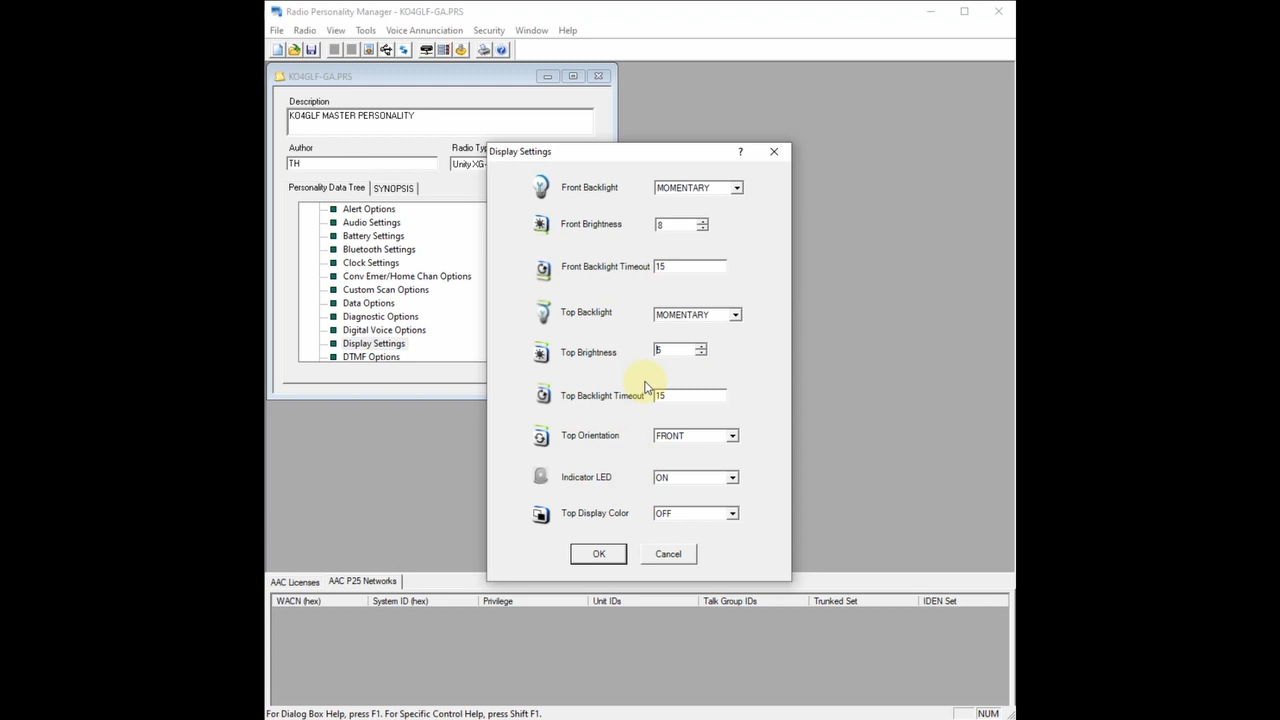 Radio Personality Manager - KO4GLF-GA.PRS
File Radio View Tools Voice Annunciation Security Window Help
KO4GLF-GA.PRS
Description
KO4GLF MASTER PERSONALITY
Author
TH
Radio Typ
Unity XG-
Personality Data Tree SYNOPSIS
Alert Options
Audio Settings
Battery Settings
Bluetooth Settings
Clock Settings
Conv Emer/Home Chan Options
Custom Scan Options
Data Options
Diagnostic Options
Digital Voice Options
Display Settings
DTMF Options
Display Settings ?
Front Backlight MOMENTARY
Front Brightness 8
Front Backlight Timeout 15
Top Backlight MOMENTARY
Top Brightness
Top Backlight Timeout 15
Top Orientation FRONT
Indicator LED ON
Top Display Color OFF
OK Cancel
AAC Licenses AAC P25 Networks
WACN (hex) System ID (hex) Privilege Unit IDs Talk Group IDs Trunked Set IDEN Set
For Dialog Box Help, press F1. For Specific Control Help, press Shift F1. NUM